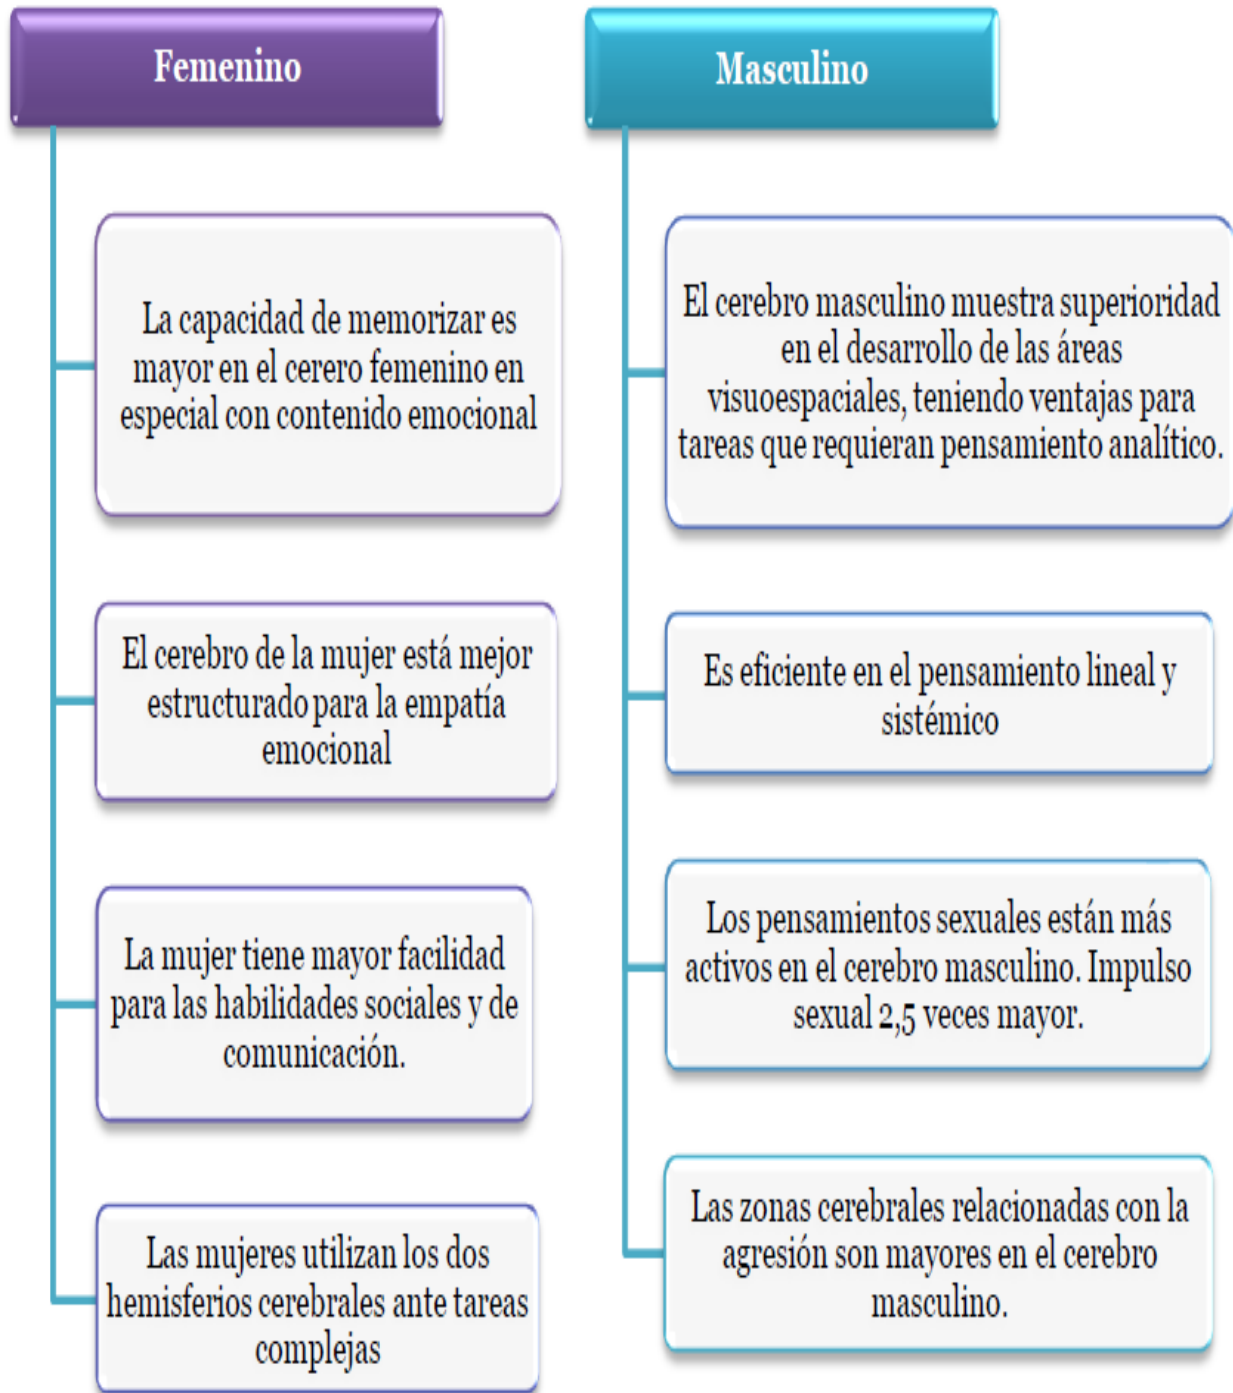 Femenino
La capacidad de memorizar es
mayor en el cerero femenino en
especial con contenido emocional
El cerebro de la mujer está mejor
estructurado para la empatía
emocional
La mujer tiene mayor facilidad
para las habilidades sociales y de
comunicación.
Las mujeres utilizan los dos
hemisferios cerebrales ante tareas
complejas
Masculino
El cerebro masculino muestra superioridad
en el desarrollo de las áreas
visuoespaciales, teniendo ventajas para
tareas que requieran pensamiento analítico.
Es eficiente en el pensamiento lineal y
sistémico
Los pensamientos sexuales están más
activos en el cerebro masculino. Impulso
sexual 2,5 veces mayor.
Las zonas cerebrales relacionadas con la
agresión son mayores en el cerebro
masculino.